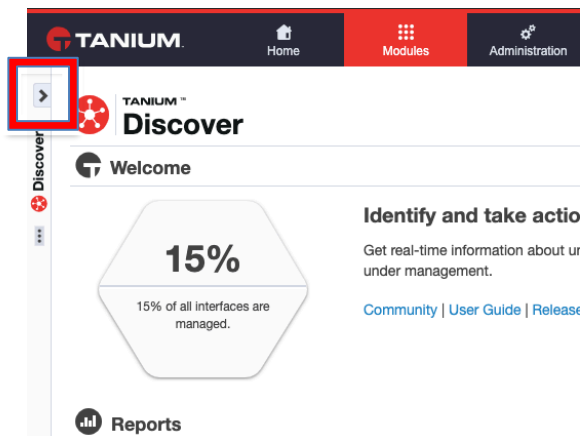 TANIUM.
Home
Modules
Administration
TANIUM™
Discover
Discover
Welcome
15%
15% of all interfaces are
managed.
Identify and take actio
Get real-time information about ur
under management.
Community | User Guide | Release
Reports